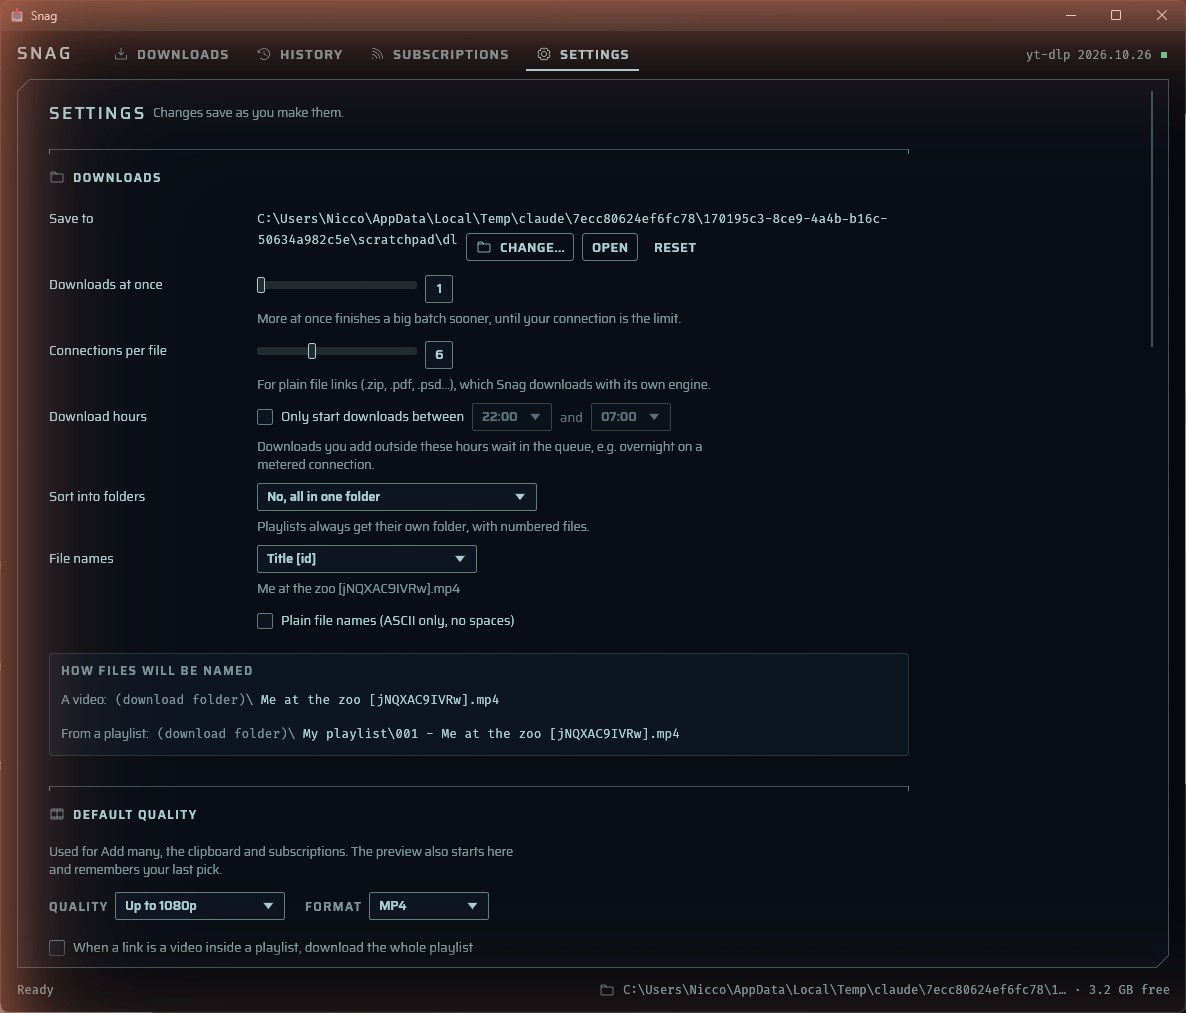 Snag
SNAG DOWNLOADS HISTORY SUBSCRIPTIONS SETTINGS yt-dlp 2026.10.26
SETTINGS Changes save as you make them.
DOWNLOADS
Save to C:\Users\Nicco\AppData\Local\Temp\claude\7ecc80624ef6fc78\170195c3-8ce9-4a4b-b16c-
50634a982c5e\scratchpad\dl CHANGE... OPEN RESET
Downloads at once 1
More at once finishes a big batch sooner, until your connection is the limit.
Connections per file 6
For plain file links (.zip, .pdf, .psd...), which Snag downloads with its own engine.
Download hours Only start downloads between 22:00 and 07:00
Downloads you add outside these hours wait in the queue, e.g. overnight on a
metered connection.
Sort into folders No, all in one folder
Playlists always get their own folder, with numbered files.
File names Title [id]
Me at the zoo [jNQXAC9IVRw].mp4
Plain file names (ASCII only, no spaces)
HOW FILES WILL BE NAMED
A video: (download folder)\ Me at the zoo [jNQXAC9IVRw].mp4
From a playlist: (download folder)\ My playlist\001 - Me at the zoo [jNQXAC9IVRw].mp4
DEFAULT QUALITY
Used for Add many, the clipboard and subscriptions. The preview also starts here
and remembers your last pick.
QUALITY Up to 1080p FORMAT MP4
When a link is a video inside a playlist, download the whole playlist
Ready C:\Users\Nicco\AppData\Local\Temp\claude\7ecc80624ef6fc78\1… · 3.2 GB free